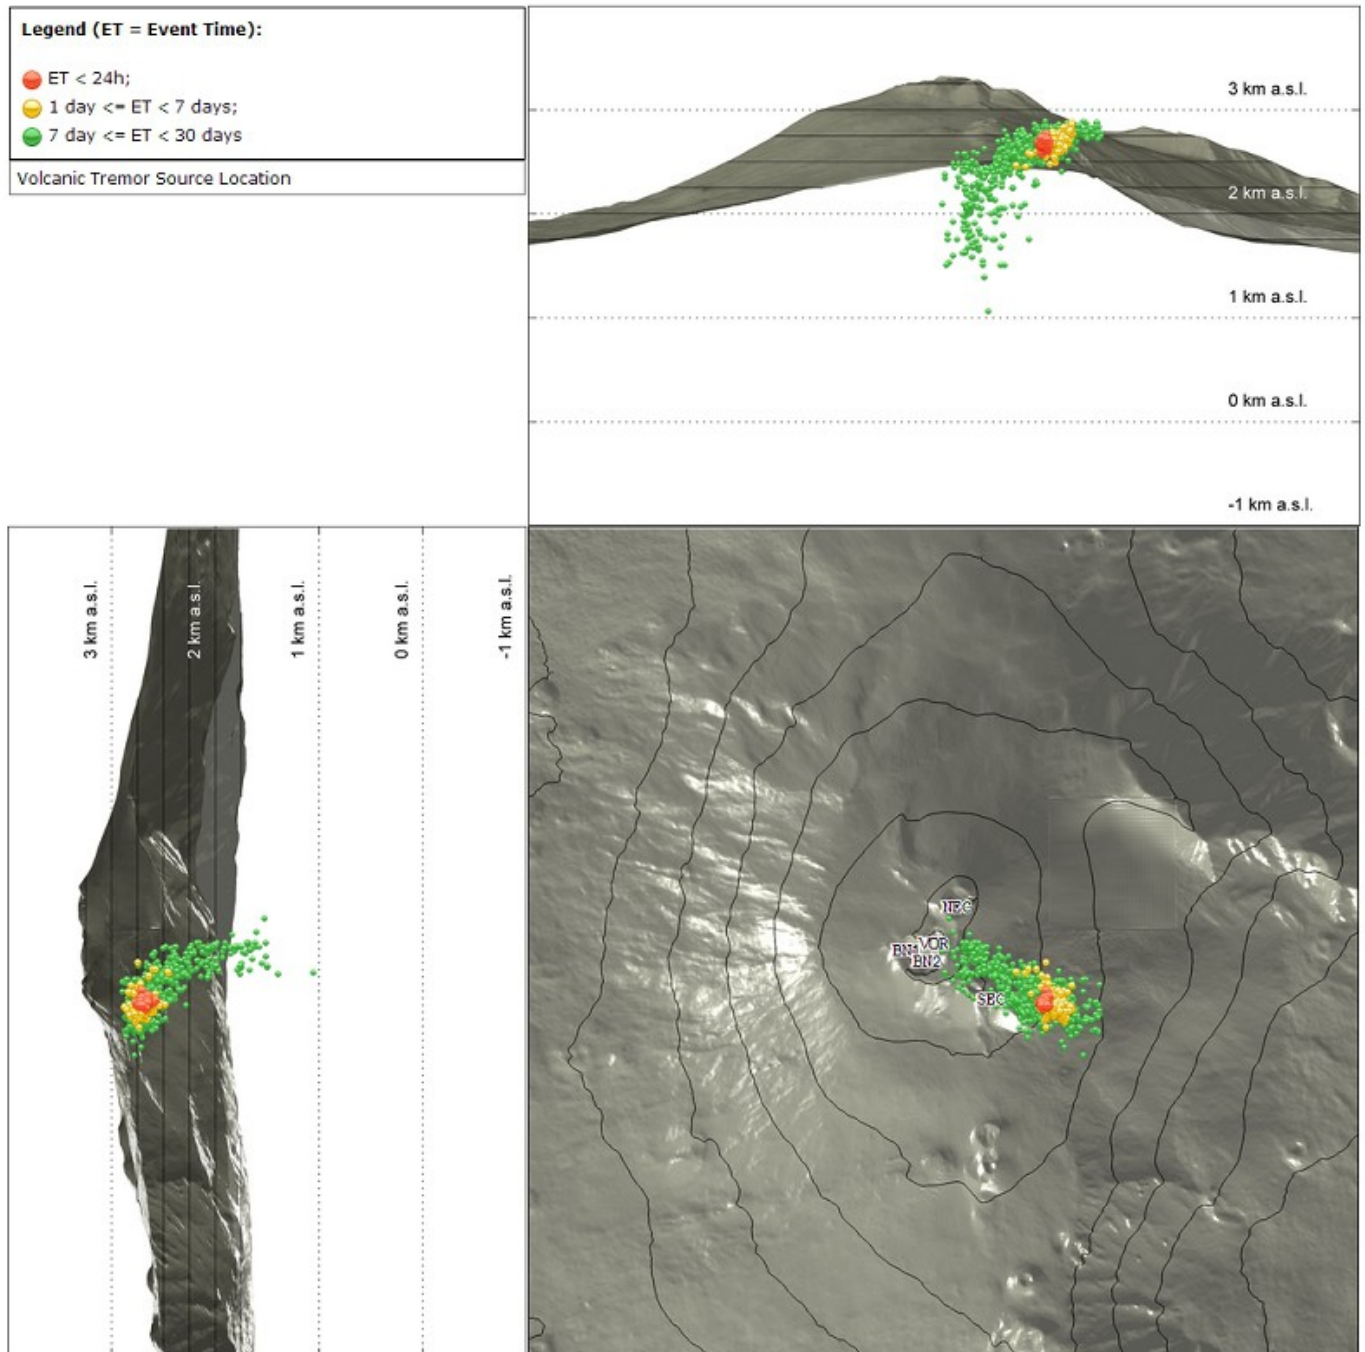 Legend (ET = Event Time):
ET < 24h;
1 day <= ET < 7 days;
7 day <= ET < 30 days
Volcanic Tremor Source Location
3 km a.s.l.
2 km a.s.l.
1 km a.s.l.
0 km a.s.l.
-1 km a.s.l.
3 km a.s.l.
2 km a.s.l.
1 km a.s.l.
0 km a.s.l.
-1 km a.s.l.
NEC
VOR
BN1
BN2
SEC